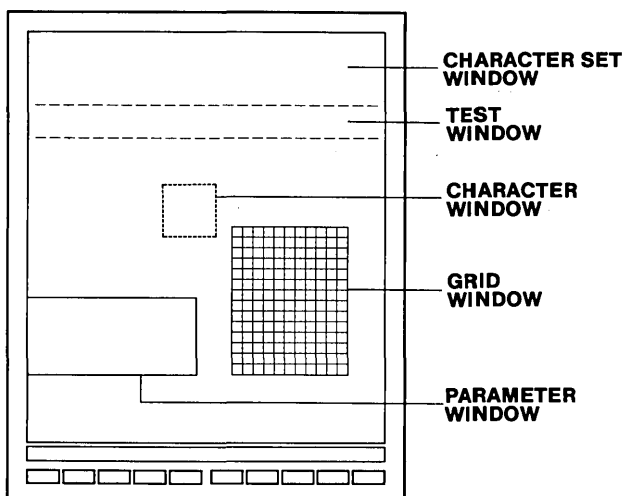 CHARACTER SET
WINDOW
TEST
WINDOW
CHARACTER
WINDOW
GRID
WINDOW
PARAMETER
WINDOW